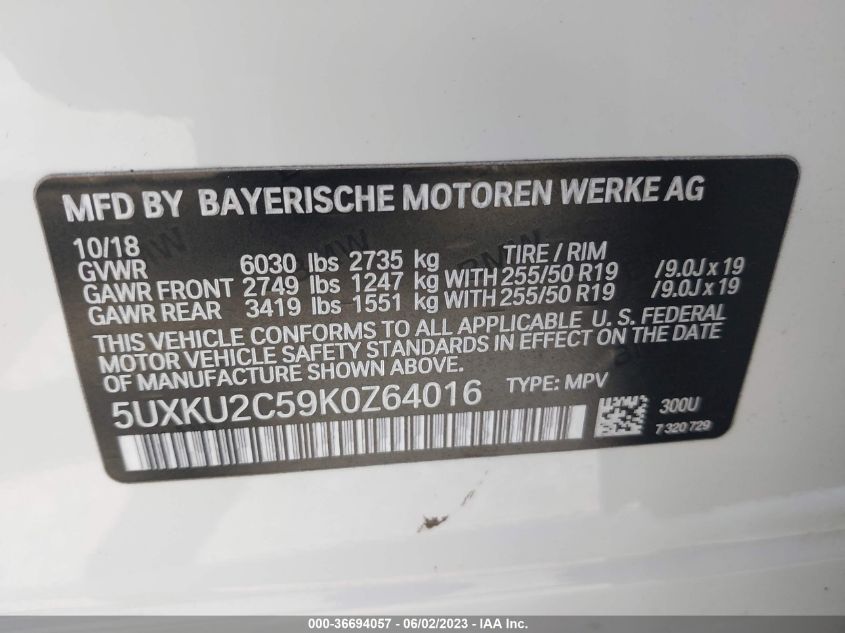 MFD BY BAYERISCHE MOTOREN WERKE AG
10/18 TIRE / RIM
GVWR 6030 lbs 2735 kg
GAWR FRONT 2749 lbs 1247 kg WITH 255/50 R19 /9.0J x 19
GAWR REAR 3419 lbs 1551 kg WITH 255/50 R19 /9.0J x 19
THIS VEHICLE CONFORMS TO ALL APPLICABLE U. S. FEDERAL
MOTOR VEHICLE SAFETY STANDARDS IN EFFECT ON THE DATE
OF MANUFACTURE SHOWN ABOVE.
5UXKU2C59K0Z64016 TYPE: MPV
300U
7 320 729
000-36694057 - 06/02/2023 - IAA Inc.